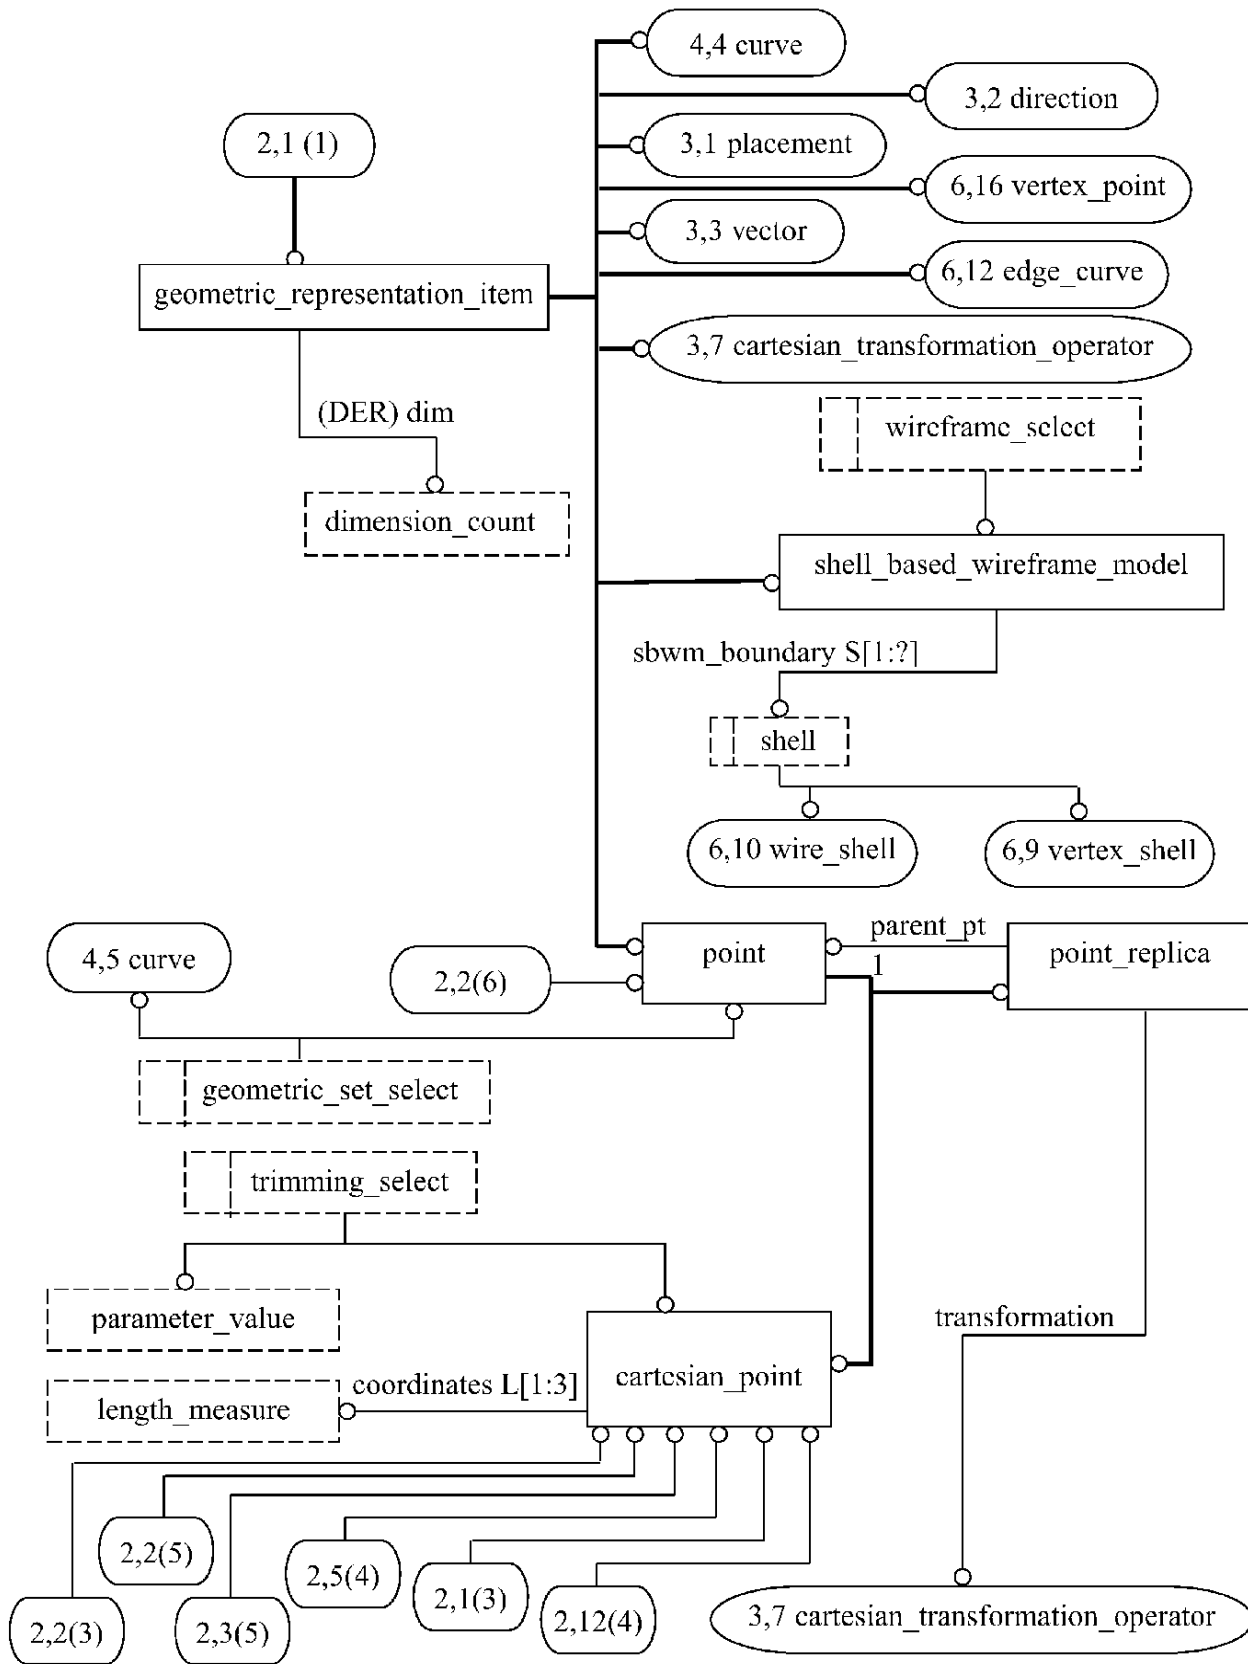 4,4 curve
3,2 direction
2,1 (1)
3,1 placement
6,16 vertex_point
3,3 vector
6,12 edge_curve
geometric_representation_item
3,7 cartesian_transformation_operator
(DER) dim
wireframe_select
dimension_count
shell_based_wireframe_model
sbwm_boundary S[1:?]
shell
6,10 wire_shell
6,9 vertex_shell
parent_pt
4,5 curve
2,2(6)
point
1
point_replica
geometric_set_select
trimming_select
parameter_value
transformation
coordinates L[1:3]
cartesian_point
length_measure
2,2(5)
2,5(4)
2,1(3)
2,12(4)
2,2(3)
2,3(5)
3,7 cartesian_transformation_operator